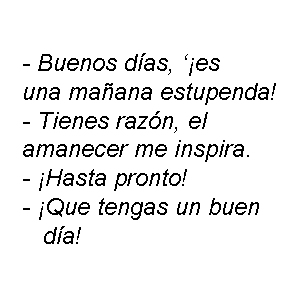 - Buenos días, ‘¡es
una mañana estupenda!
- Tienes razón, el
amanecer me inspira.
- ¡Hasta pronto!
- ¡Que tengas un buen
día!